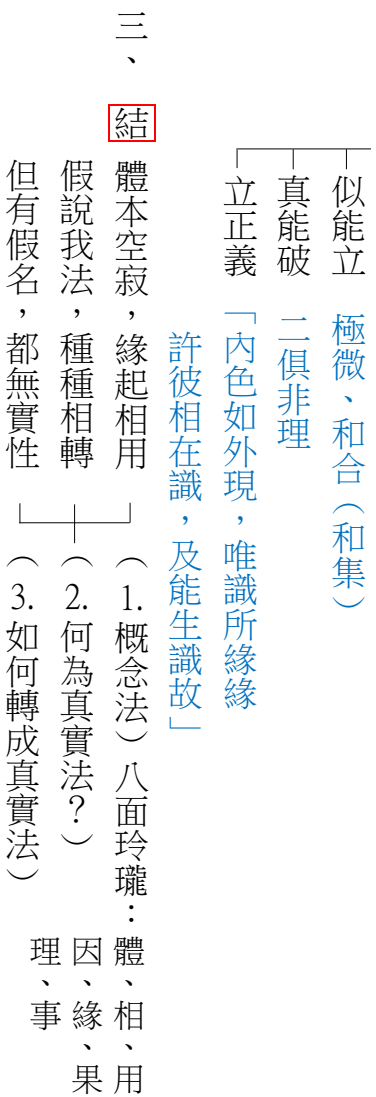 似能立 極微、和合（和集）
真能破 二俱非理
立正義 「內色如外現，唯識所緣緣
許彼相在識，及能生識故」
三、結 體本空寂，緣起相用 （1. 概念法）八面玲瓏：體、相、用
假說我法，種種相轉 （2. 何為真實法？） 因、緣、果
但有假名，都無實性 （3. 如何轉成真實法） 理、事